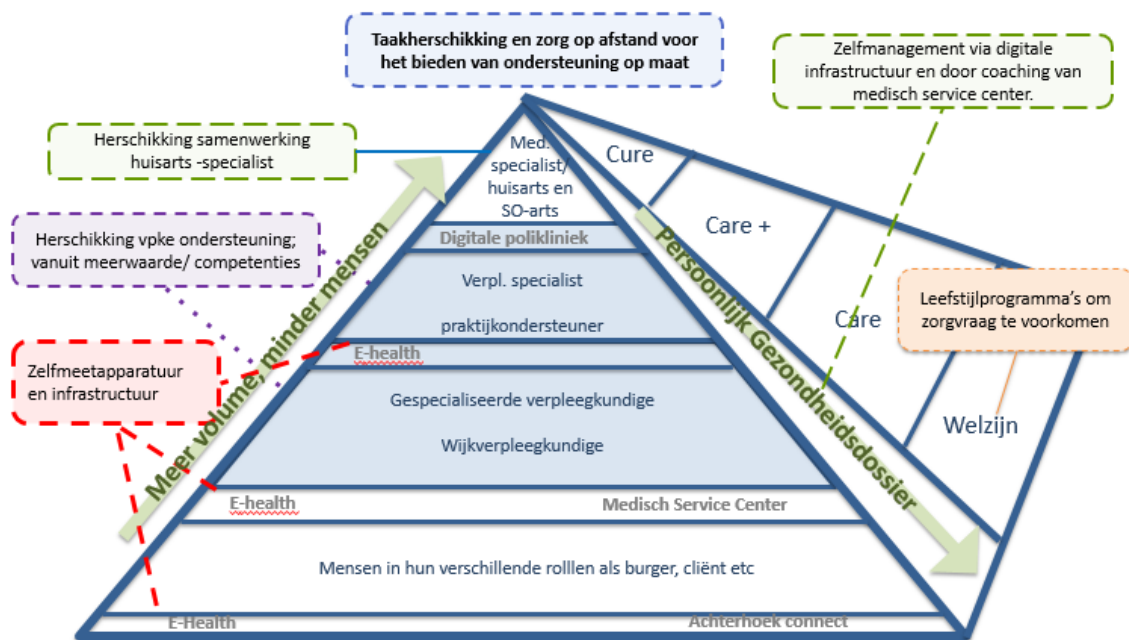 Taakherschikking en zorg op afstand voor
het bieden van ondersteuning op maat
Zelfmanagement via digitale
infrastructuur en door coaching van
medisch service center.
Herschikking samenwerking
huisarts -specialist
Med.
specialist/
huisarts en
SO-arts
Cure
Digitale polikliniek
Care +
Herschikking vpke ondersteuning;
vanuit meerwaarde/ competenties
Meer volume, minder mensen
Persoonlijk Gezondheidsdossier
Verpl. specialist
praktijkondersteuner
Care
Leefstijlprogramma's om
zorgvraag te voorkomen
E-health
Zelfmeetapparatuur
en infrastructuur
Gespecialiseerde verpleegkundige
Wijkverpleegkundige
Welzijn
E-health
Medisch Service Center
Mensen in hun verschillende rolllen als burger, cliënt etc
E-Health
Achterhoek connect